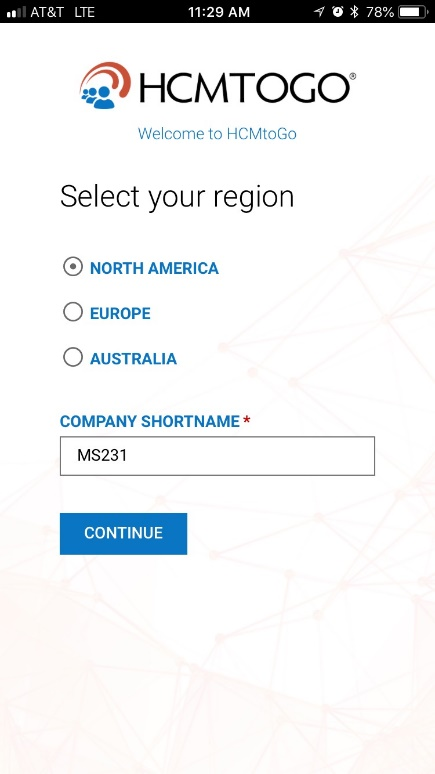 AT&T LTE 11:29 AM 78%
HCMTOGO®
Welcome to HCMtoGo
Select your region
NORTH AMERICA
EUROPE
AUSTRALIA
COMPANY SHORTNAME *
MS231
CONTINUE